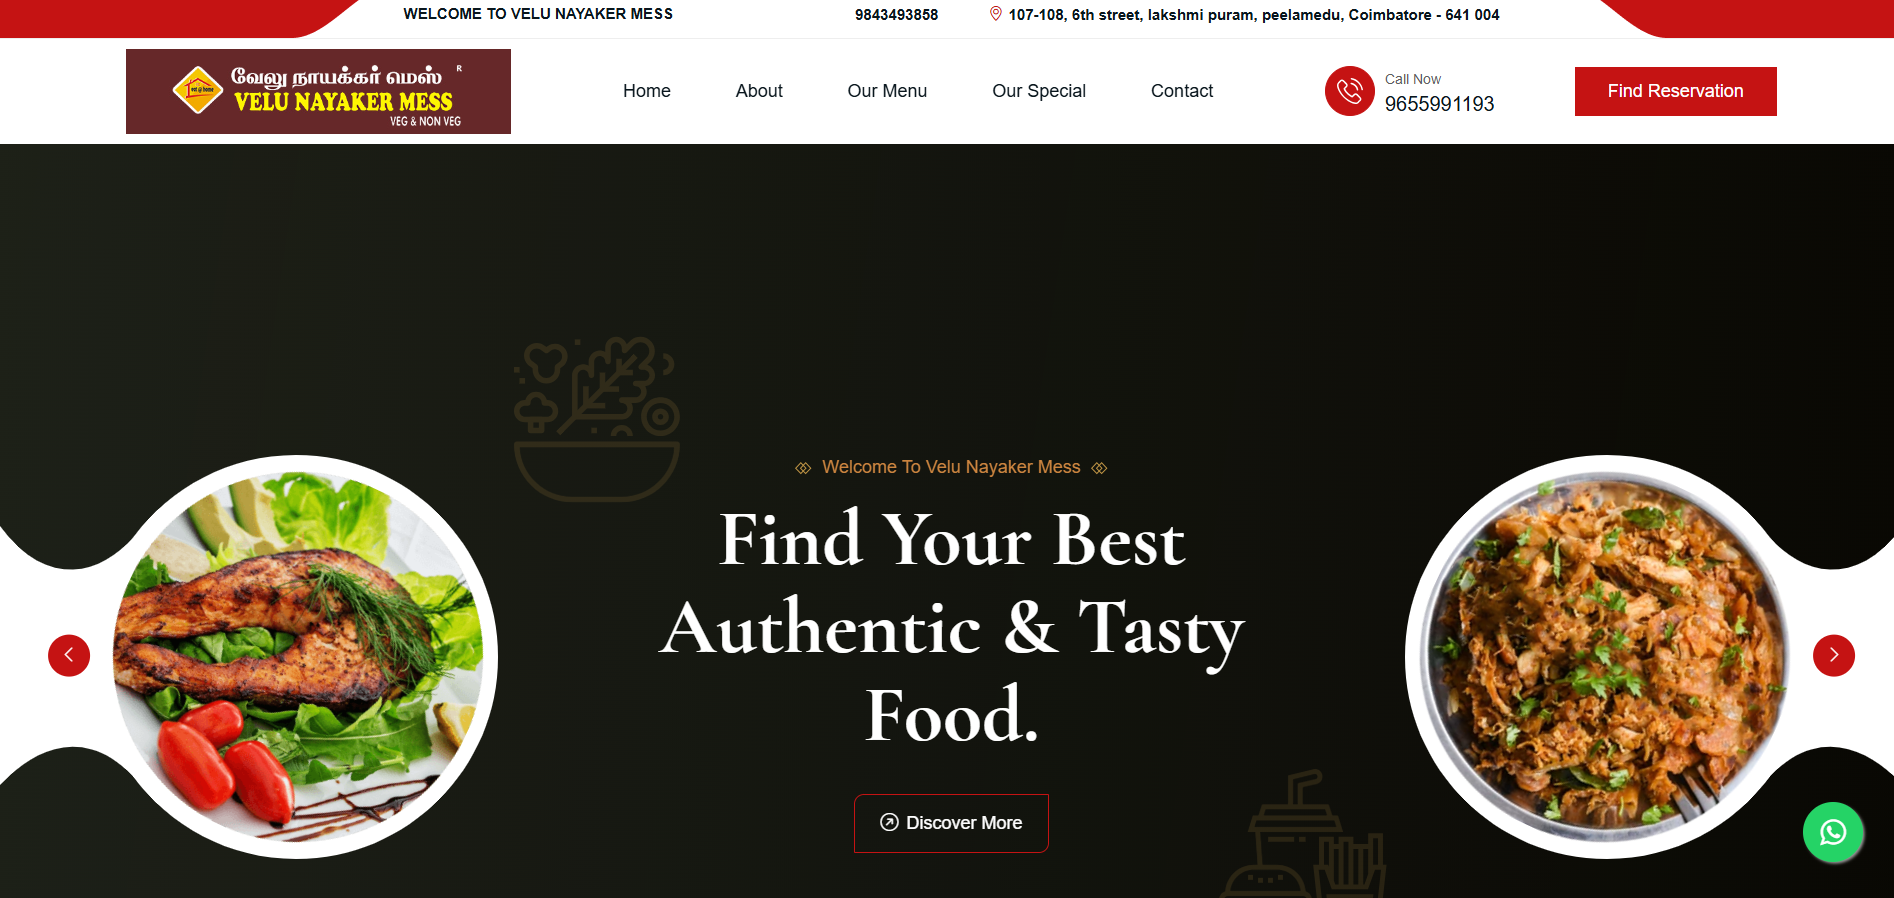 WELCOME TO VELU NAYAKER MESS
9843493858
107-108, 6th street, lakshmi puram, peelamedu, Coimbatore - 641 004
வேலு நாயக்கர் மெஸ் R
eat @ home
VELU NAYAKER MESS
VEG & NON VEG
Home
About
Our Menu
Our Special
Contact
Call Now
9655991193
Find Reservation
Welcome To Velu Nayaker Mess
Find Your Best
Authentic & Tasty
Food.
Discover More